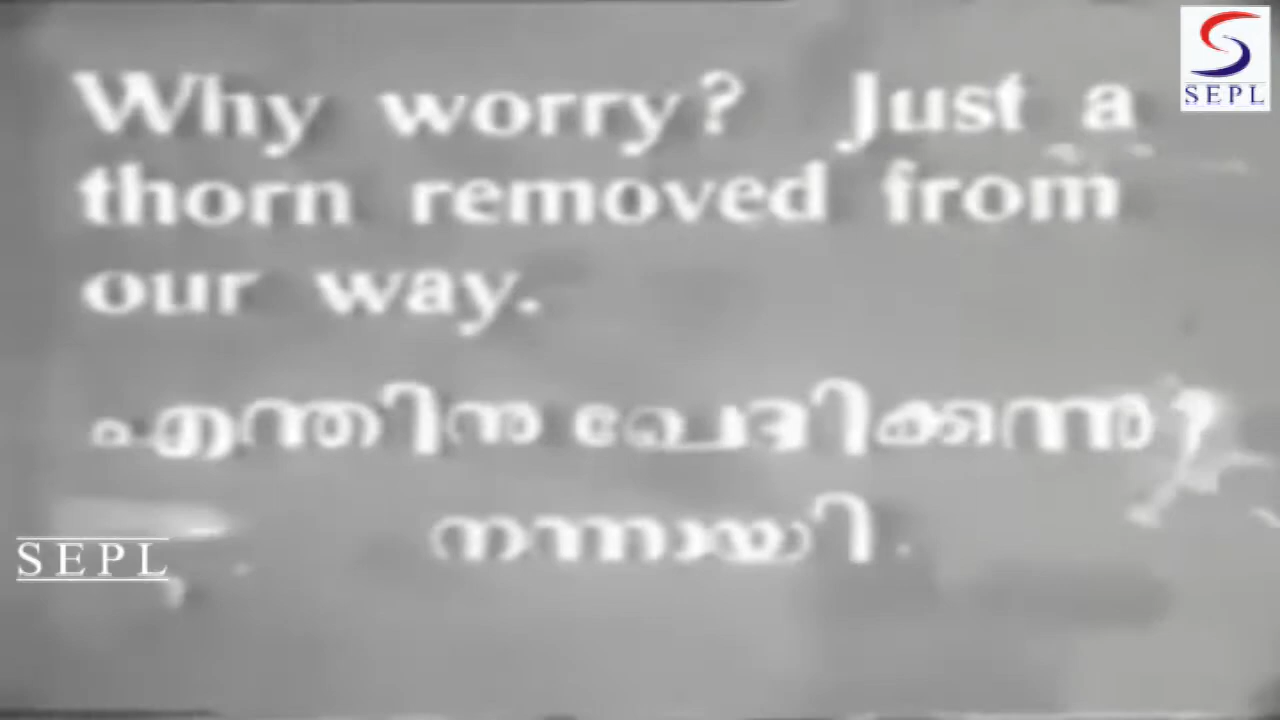 SEPL
Why worry? Just a
thorn removed from
our way.
എന്തിനു ഖേദിക്കുന്നു?
നന്നായി.
SEPL